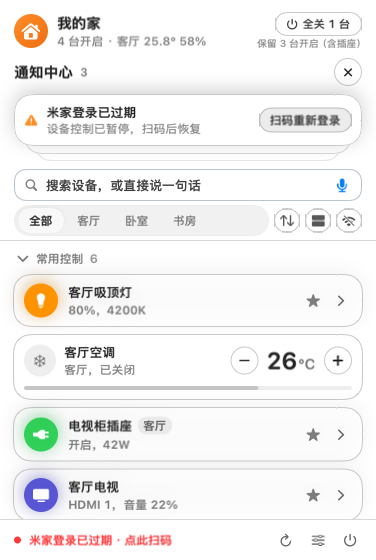 我的家
4 台开启 · 客厅 25.8° 58%
全关 1 台
保留 3 台开启 (含插座)
通知中心 3
米家登录已过期
设备控制已暂停，扫码后恢复
扫码重新登录
搜索设备，或直接说一句话
全部 客厅 卧室 书房
常用控制 6
客厅吸顶灯
80%，4200K
客厅空调
客厅，已关闭
26°C
电视柜插座 客厅
开启，42W
客厅电视
HDMI 1，音量 22%
米家登录已过期 · 点此扫码